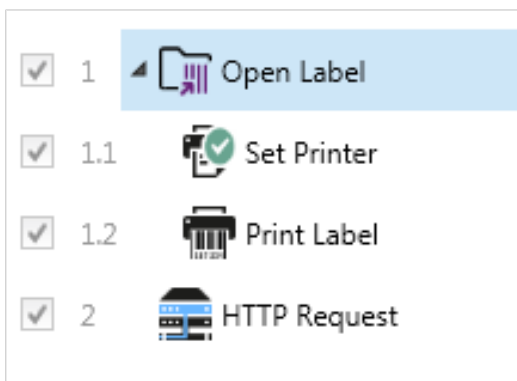 1 Open Label
1.1 Set Printer
1.2 Print Label
2 HTTP Request